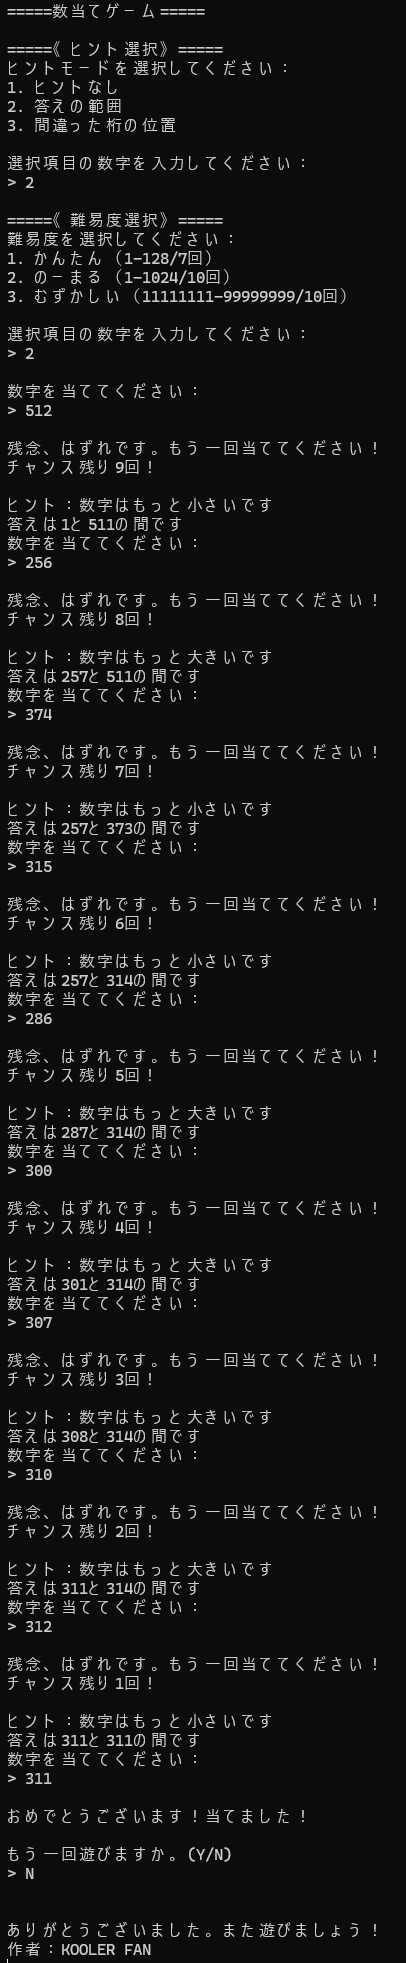 =====数当てゲーム=====
=====《 ヒント選択》=====
ヒントモードを選択してください：
1. ヒントなし
2. 答えの範囲
3. 間違った桁の位置
選択項目の数字を入力してください：
> 2
=====《 難易度選択》=====
難易度を選択してください：
1. かんたん（1-128/7回）
2. のーまる（1-1024/10回）
3. むずかしい（11111111-99999999/10回）
選択項目の数字を入力してください：
> 2
数字を当ててください：
> 512
残念、はずれです。もう一回当ててください！
チャンス残り9回！
ヒント：数字はもっと小さいです
答えは1と511の間です
数字を当ててください：
> 256
残念、はずれです。もう一回当ててください！
チャンス残り8回！
ヒント：数字はもっと大きいです
答えは257と511の間です
数字を当ててください：
> 374
残念、はずれです。もう一回当ててください！
チャンス残り7回！
ヒント：数字はもっと小さいです
答えは257と373の間です
数字を当ててください：
> 315
残念、はずれです。もう一回当ててください！
チャンス残り6回！
ヒント：数字はもっと小さいです
答えは257と314の間です
数字を当ててください：
> 286
残念、はずれです。もう一回当ててください！
チャンス残り5回！
ヒント：数字はもっと大きいです
答えは287と314の間です
数字を当ててください：
> 300
残念、はずれです。もう一回当ててください！
チャンス残り4回！
ヒント：数字はもっと大きいです
答えは301と314の間です
数字を当ててください：
> 307
残念、はずれです。もう一回当ててください！
チャンス残り3回！
ヒント：数字はもっと大きいです
答えは308と314の間です
数字を当ててください：
> 310
残念、はずれです。もう一回当ててください！
チャンス残り2回！
ヒント：数字はもっと大きいです
答えは311と314の間です
数字を当ててください：
> 312
残念、はずれです。もう一回当ててください！
チャンス残り1回！
ヒント：数字はもっと小さいです
答えは311と311の間です
数字を当ててください：
> 311
おめでとうございます！当てました！
もう一回遊びますか。(Y/N)
> N
ありがとうございました。また遊びましょう！
作者：KOOLER FAN